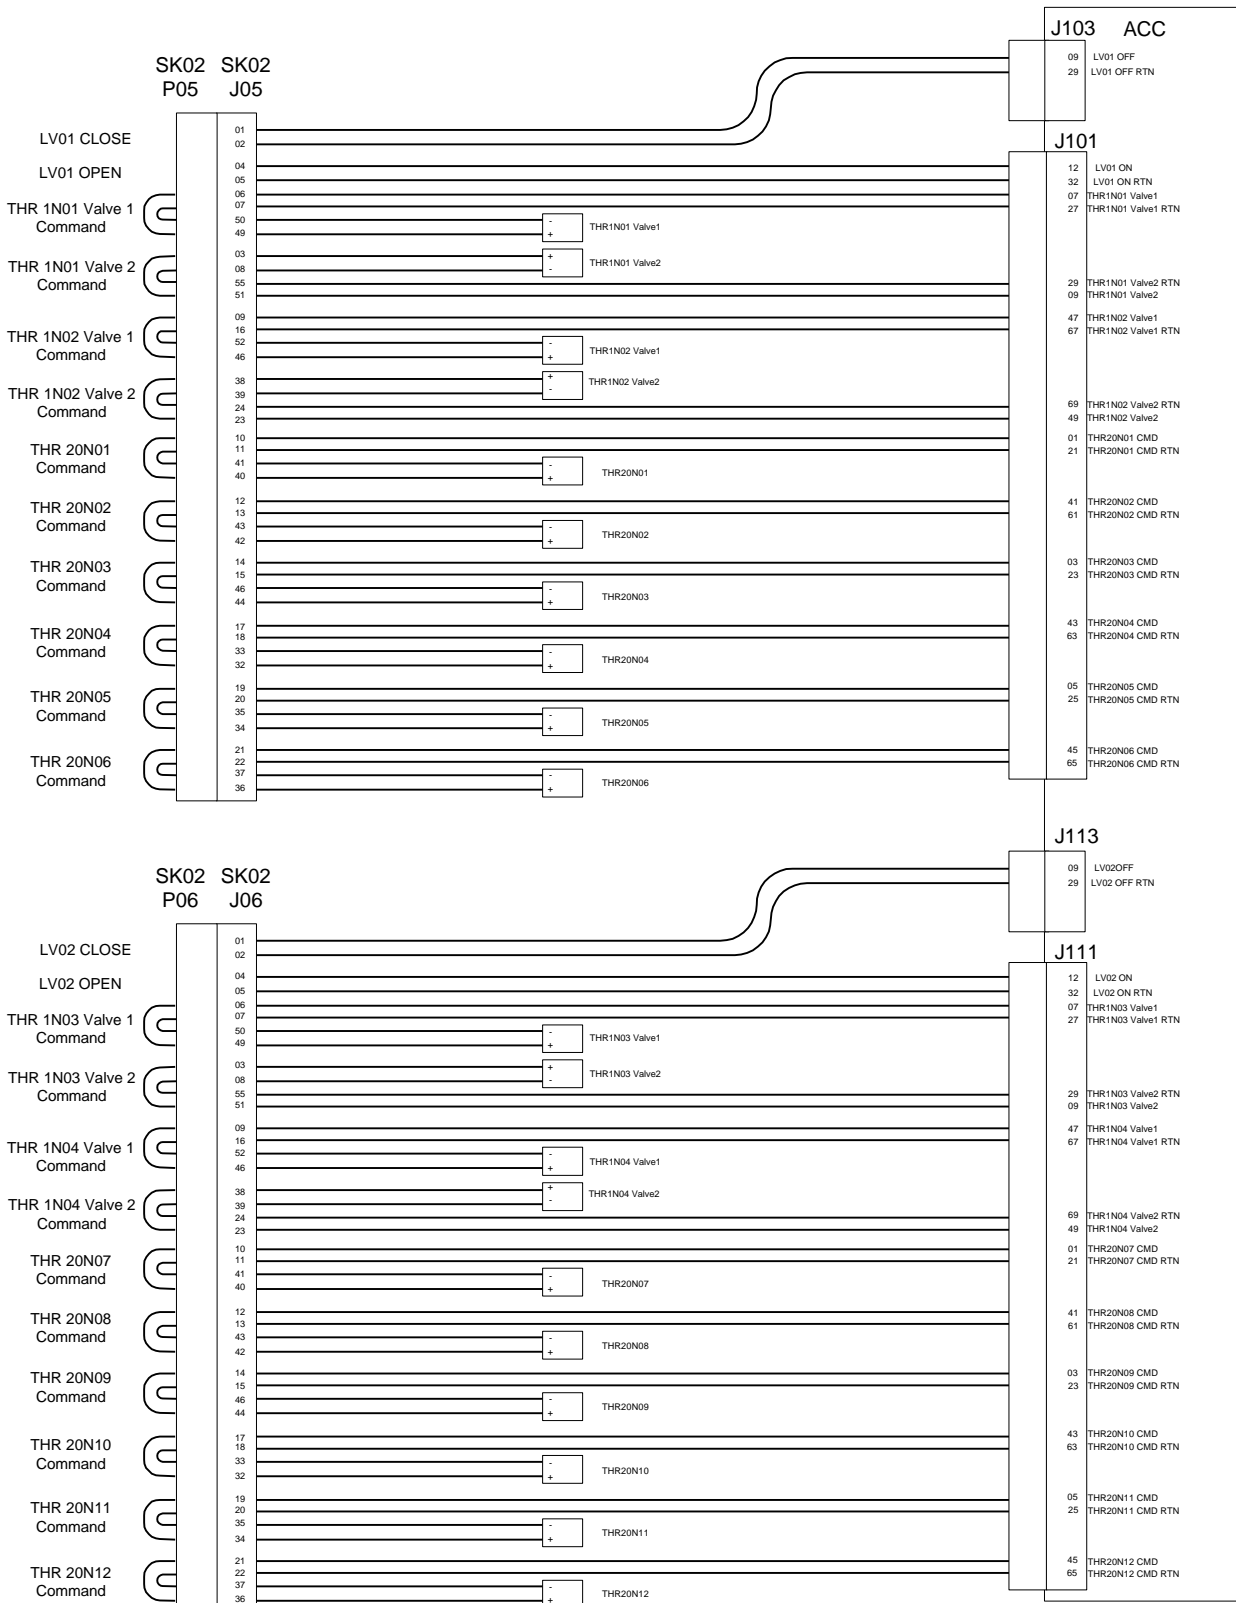 J103 ACC
09 LV01 OFF
29 LV01 OFF RTN
SK02 SK02
P05 J05
LV01 CLOSE
01
02
J101
LV01 OPEN
04 12 LV01 ON
05 32 LV01 ON RTN
THR 1N01 Valve 1
Command
06 07 THR1N01 Valve1
07 27 THR1N01 Valve1 RTN
50 - THR1N01 Valve1
49 +
THR 1N01 Valve 2
Command
03 + THR1N01 Valve2
08 -
55 29 THR1N01 Valve2 RTN
51 09 THR1N01 Valve2
THR 1N02 Valve 1
Command
09 47 THR1N02 Valve1
16 67 THR1N02 Valve1 RTN
52 - THR1N02 Valve1
46 +
THR 1N02 Valve 2
Command
38 + THR1N02 Valve2
39 -
24 69 THR1N02 Valve2 RTN
23 49 THR1N02 Valve2
THR 20N01
Command
10 01 THR20N01 CMD
11 21 THR20N01 CMD RTN
41 - THR20N01
40 +
THR 20N02
Command
12 41 THR20N02 CMD
13 61 THR20N02 CMD RTN
43 - THR20N02
42 +
THR 20N03
Command
14 03 THR20N03 CMD
15 23 THR20N03 CMD RTN
46 - THR20N03
44 +
THR 20N04
Command
17 43 THR20N04 CMD
18 63 THR20N04 CMD RTN
33 - THR20N04
32 +
THR 20N05
Command
19 05 THR20N05 CMD
20 25 THR20N05 CMD RTN
35 - THR20N05
34 +
THR 20N06
Command
21 45 THR20N06 CMD
22 65 THR20N06 CMD RTN
37 - THR20N06
36 +
J113
09 LV02OFF
29 LV02 OFF RTN
SK02 SK02
P06 J06
LV02 CLOSE
01
02
J111
LV02 OPEN
04 12 LV02 ON
05 32 LV02 ON RTN
THR 1N03 Valve 1
Command
06 07 THR1N03 Valve1
07 27 THR1N03 Valve1 RTN
50 - THR1N03 Valve1
49 +
THR 1N03 Valve 2
Command
03 + THR1N03 Valve2
08 -
55 29 THR1N03 Valve2 RTN
51 09 THR1N03 Valve2
THR 1N04 Valve 1
Command
09 47 THR1N04 Valve1
16 67 THR1N04 Valve1 RTN
52 - THR1N04 Valve1
46 +
THR 1N04 Valve 2
Command
38 + THR1N04 Valve2
39 -
24 69 THR1N04 Valve2 RTN
23 49 THR1N04 Valve2
THR 20N07
Command
10 01 THR20N07 CMD
11 21 THR20N07 CMD RTN
41 - THR20N07
40 +
THR 20N08
Command
12 41 THR20N08 CMD
13 61 THR20N08 CMD RTN
43 - THR20N08
42 +
THR 20N09
Command
14 03 THR20N09 CMD
15 23 THR20N09 CMD RTN
46 - THR20N09
44 +
THR 20N10
Command
17 43 THR20N10 CMD
18 63 THR20N10 CMD RTN
33 - THR20N10
32 +
THR 20N11
Command
19 05 THR20N11 CMD
20 25 THR20N11 CMD RTN
35 - THR20N11
34 +
THR 20N12
Command
21 45 THR20N12 CMD
22 65 THR20N12 CMD RTN
37 - THR20N12
36 +